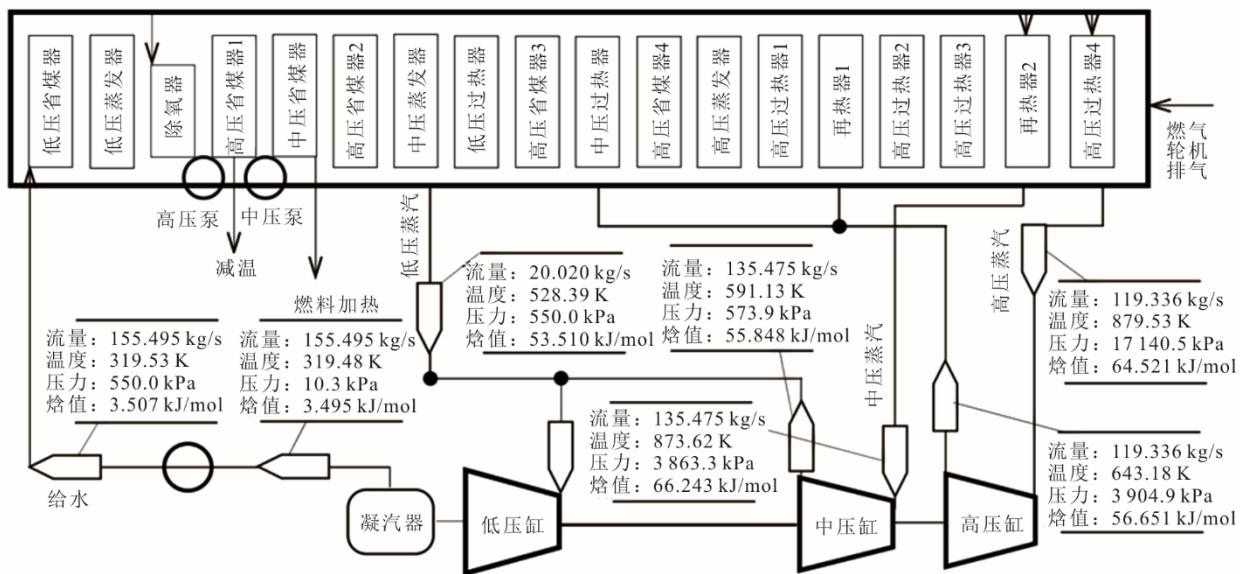 低压省煤器
低压蒸发器
除氧器
高压省煤器1
中压省煤器
高压省煤器2
中压蒸发器
低压过热器
高压省煤器3
中压过热器
高压省煤器4
高压蒸发器
高压过热器1
再热器1
高压过热器2
高压过热器3
再热器2
高压过热器4
燃气
轮机
排气
高压泵
中压泵
减温
燃料加热
低压蒸汽
中压蒸汽
高压蒸汽
流量：20.020 kg/s
温度：528.39 K
压力：550.0 kPa
焓值：53.510 kJ/mol
流量：135.475 kg/s
温度：591.13 K
压力：573.9 kPa
焓值：55.848 kJ/mol
流量：119.336 kg/s
温度：879.53 K
压力：17 140.5 kPa
焓值：64.521 kJ/mol
流量：155.495 kg/s
温度：319.53 K
压力：550.0 kPa
焓值：3.507 kJ/mol
流量：155.495 kg/s
温度：319.48 K
压力：10.3 kPa
焓值：3.495 kJ/mol
流量：135.475 kg/s
温度：873.62 K
压力：3 863.3 kPa
焓值：66.243 kJ/mol
流量：119.336 kg/s
温度：643.18 K
压力：3 904.9 kPa
焓值：56.651 kJ/mol
给水
凝汽器
低压缸
中压缸
高压缸